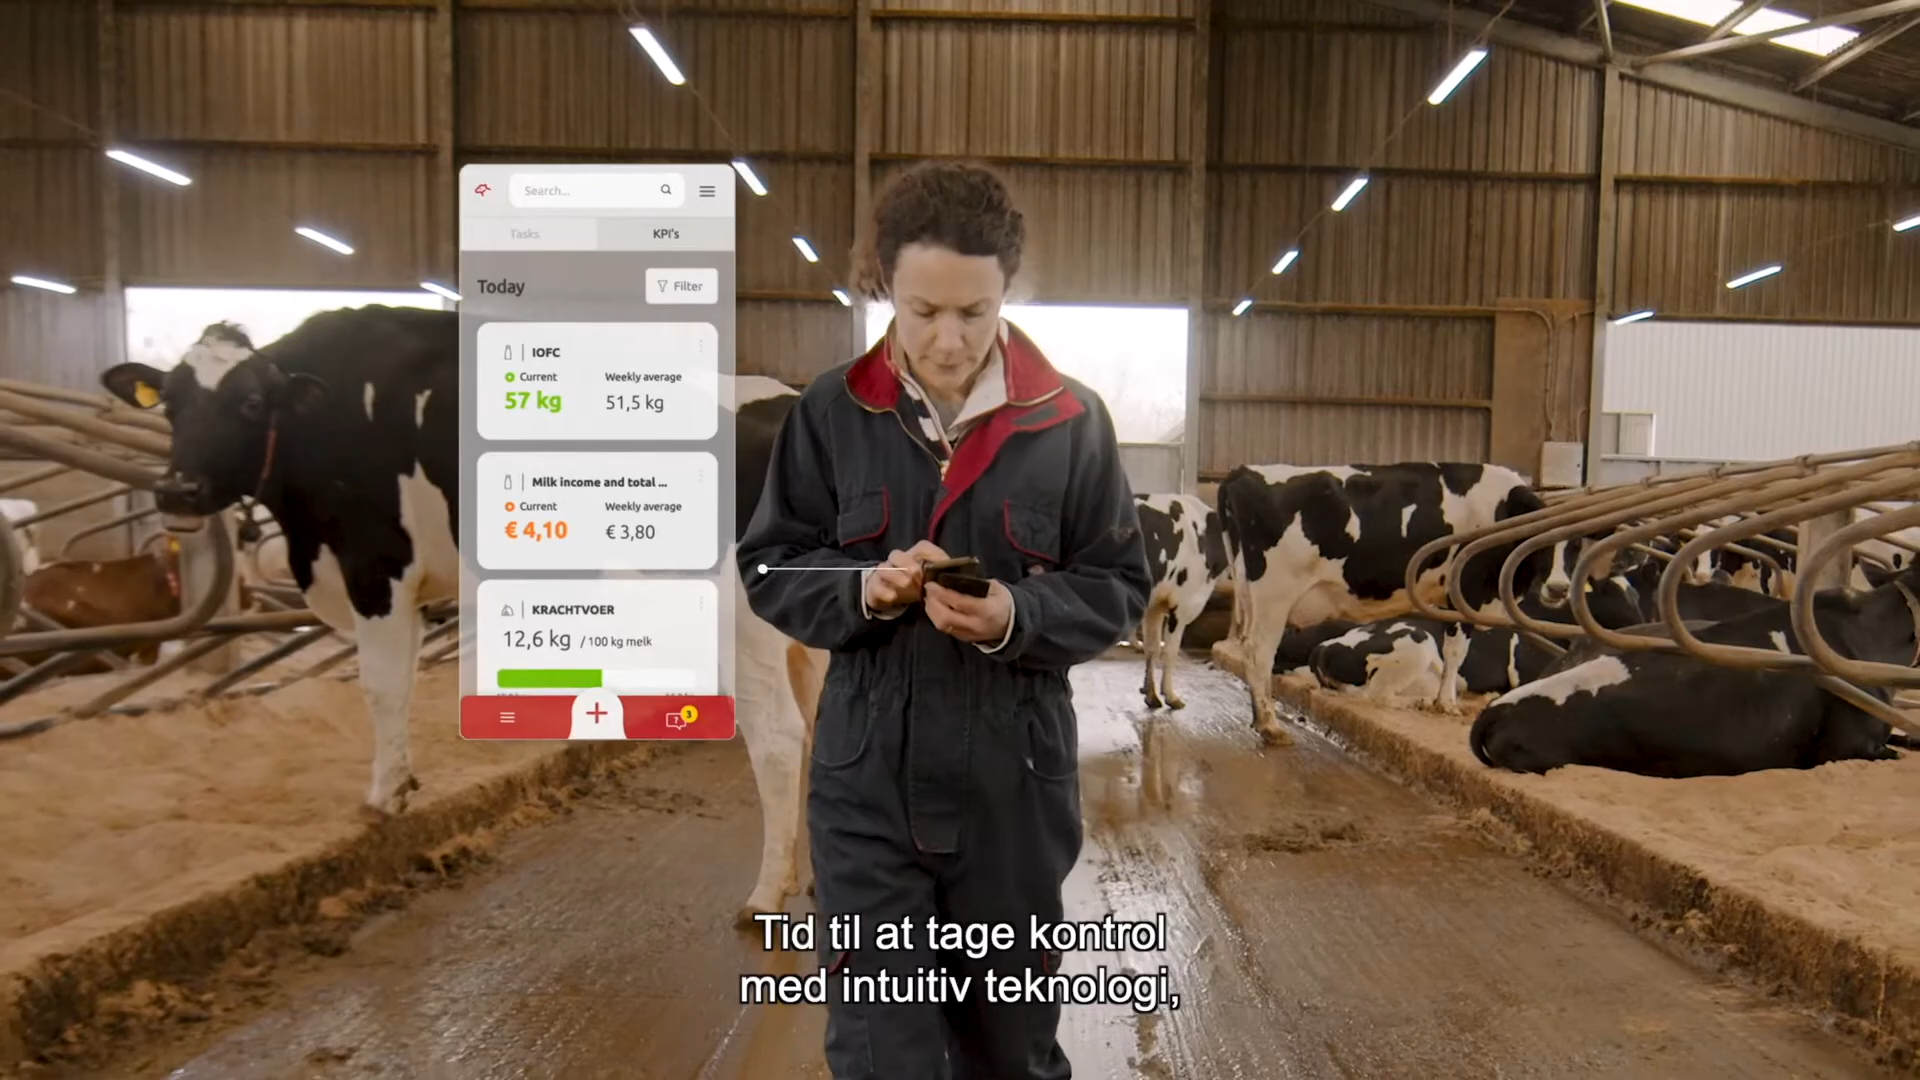 Search...
Tasks KPI's
Today Filter
IOFC
Current Weekly average
57 kg 51,5 kg
Milk income and total ...
Current Weekly average
€ 4,10 € 3,80
KRACHTVOER
12,6 kg / 100 kg melk
3
Tid til at tage kontrol
med intuitiv teknologi,